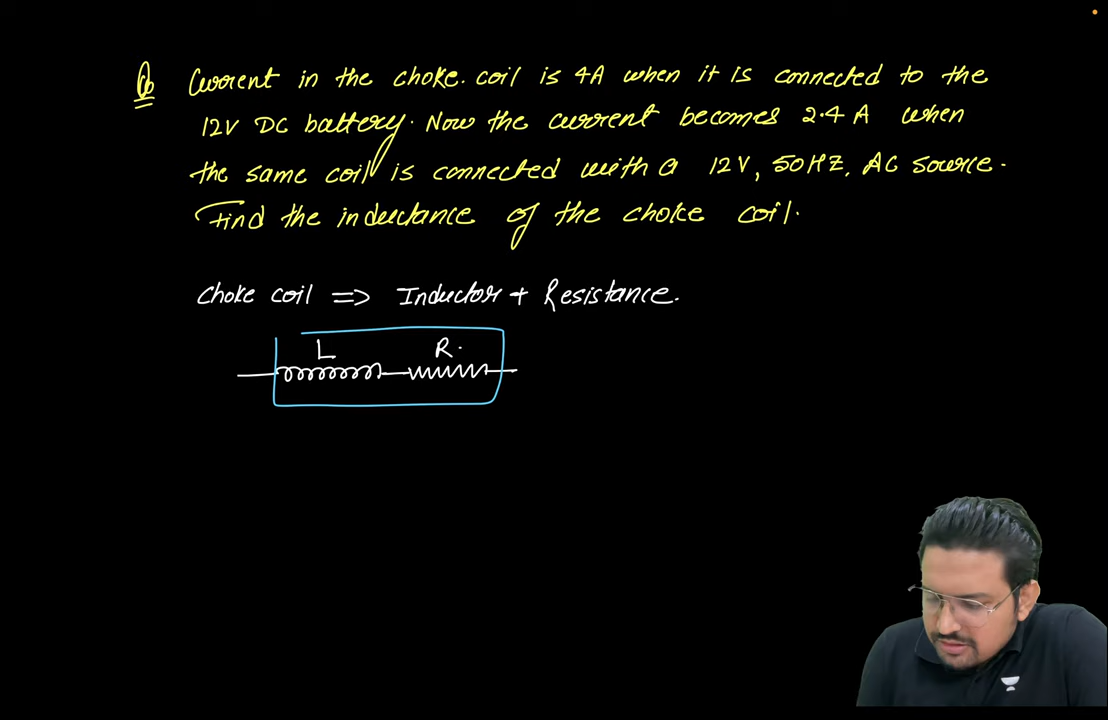 Q Current in the choke coil is 4A when it is connected to the
12V DC battery. Now the current becomes 2.4 A when
the same coil is connected with a 12V, 50HZ, AC source.
Find the inductance of the choke coil.
Choke coil => Inductor + Resistance.
L R